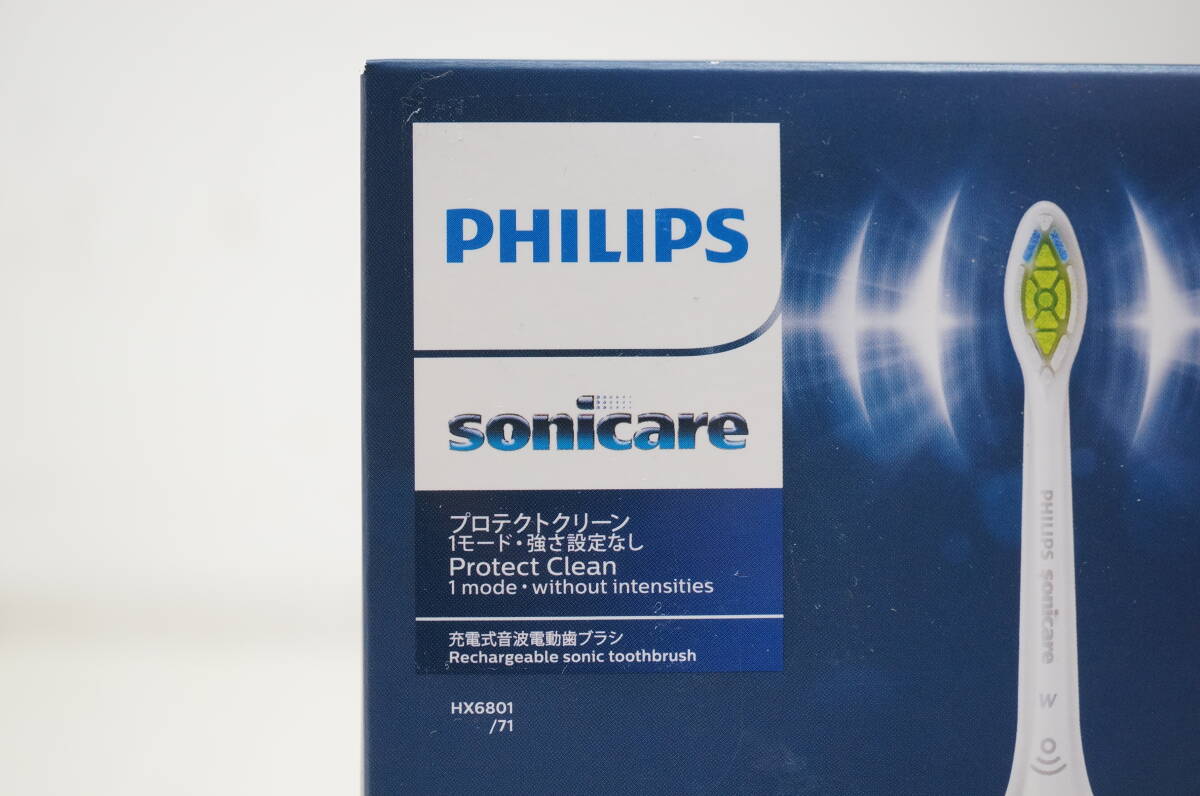 PHILIPS
sonicare
プロテクトクリーン
1モード・強さ設定なし
Protect Clean
1 mode・without intensities
充電式音波電動歯ブラシ
Rechargeable sonic toothbrush
HX6801
/71
PHILIPS sonicare
W